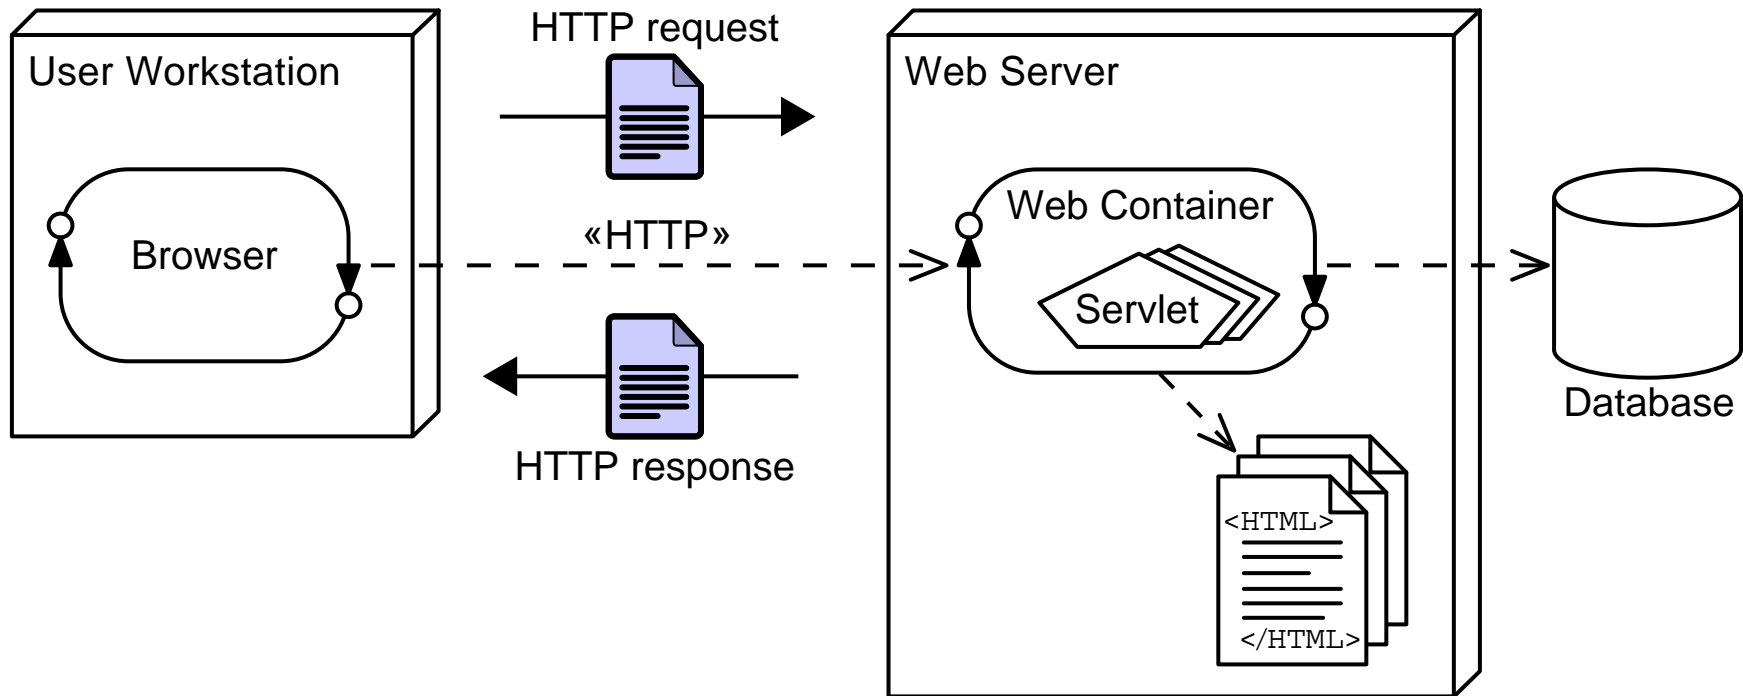 User Workstation
Browser
HTTP request
«HTTP»
HTTP response
Web Server
Web Container
Servlet
<HTML>
</HTML>
Database